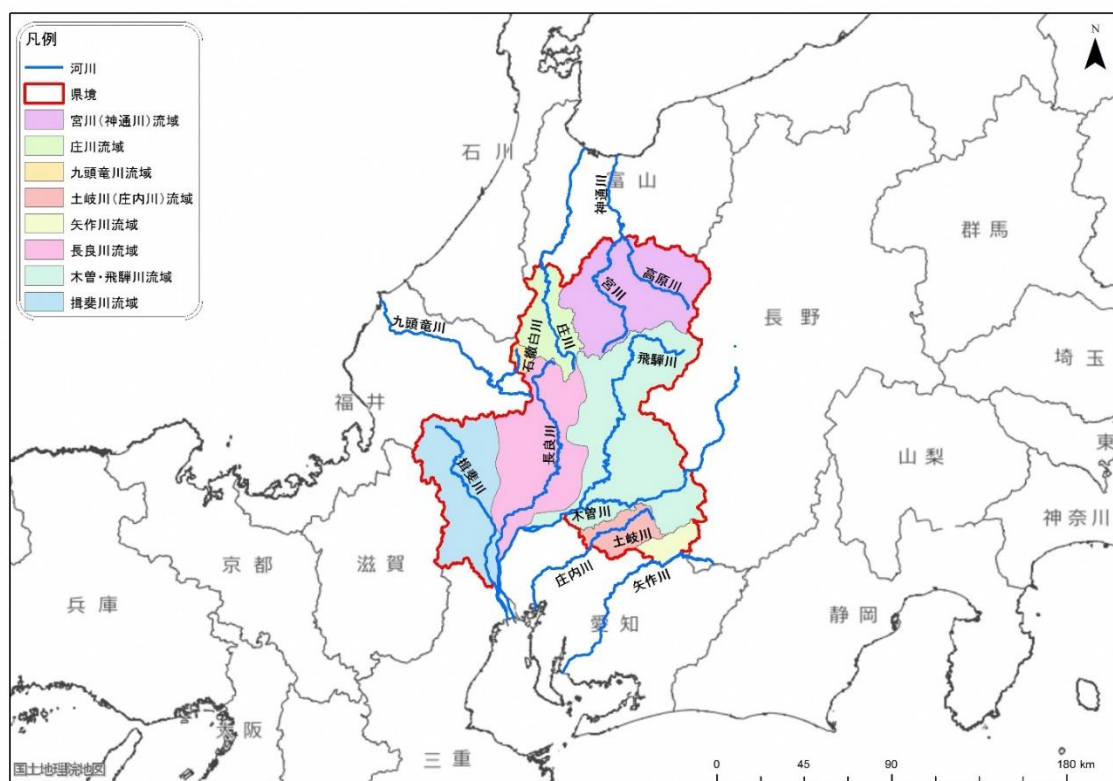 凡例
河川
県境
宮川(神通川)流域
庄川流域
九頭竜川流域
土岐川(庄内川)流域
矢作川流域
長良川流域
木曽・飛騨川流域
揖斐川流域
N
石川
富山
神通川
群馬
高原川
宮川
長野
九頭竜川
石徹白川
庄川
飛騨川
埼玉
福井
長良川
揖斐川
山梨
東
木曽川
神奈川
土岐川
京都
滋賀
庄内川
矢作川
兵庫
愛知
静岡
大阪
三重
国土地理院地図
0 45 90 180 km